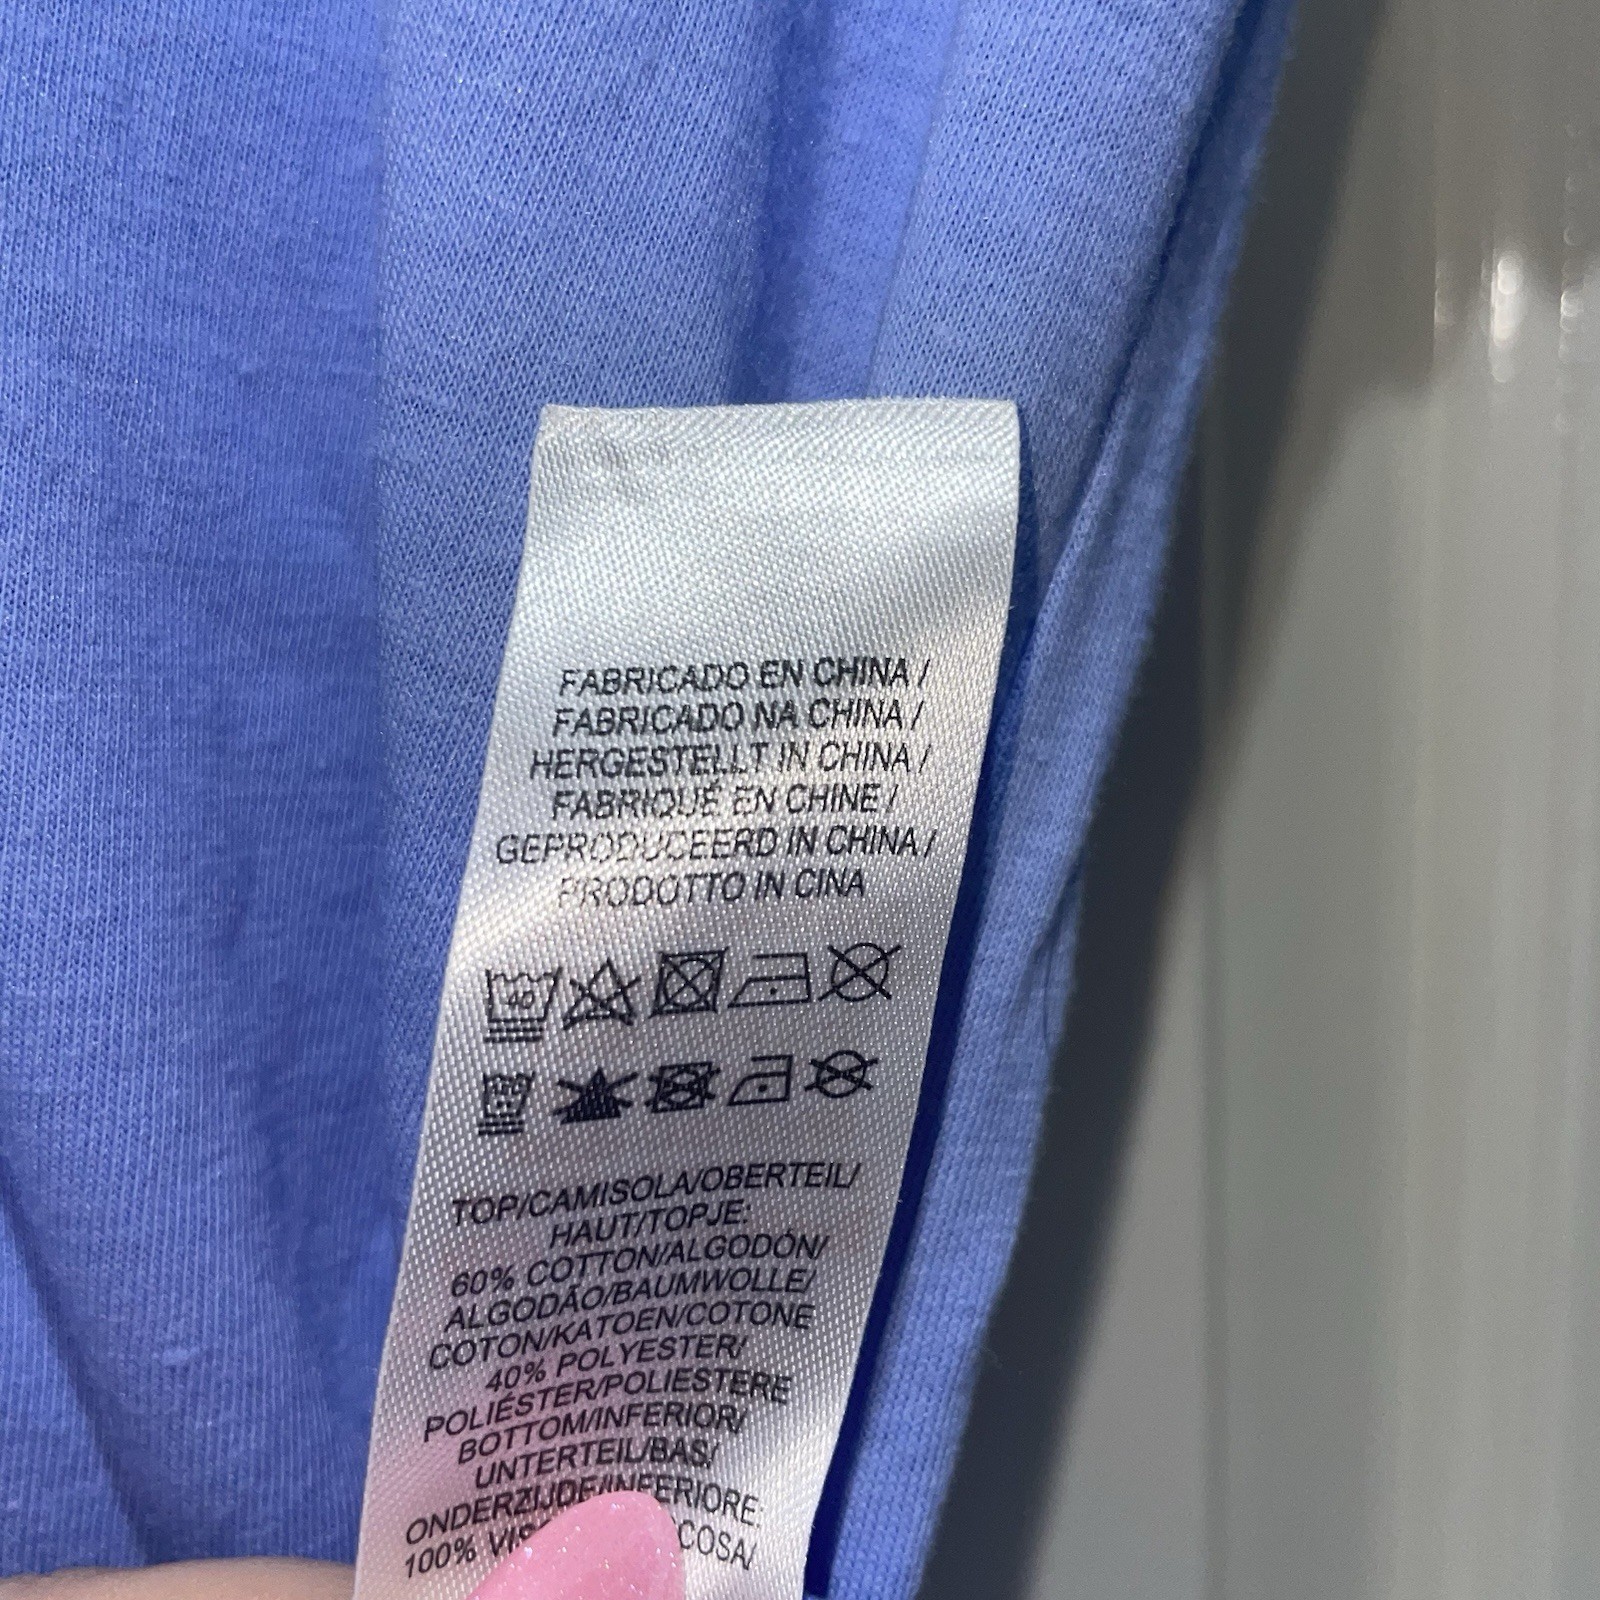 FABRICADO EN CHINA /
FABRICADO NA CHINA /
HERGESTELLT IN CHINA /
FABRIQUÉ EN CHINE /
GEPRODUCEERD IN CHINA /
PRODOTTO IN CINA
40
TOP/CAMISOLA/OBERTEIL/
HAUT/TOPJE:
60% COTTON/ALGODÓN/
ALGODÃO/BAUMWOLLE/
COTON/KATOEN/COTONE
40% POLYESTER/
POLIÉSTER/POLIESTERE
BOTTOM/INFERIOR/
UNTERTEIL/BAS/
ONDERZIJDE/INFERIORE:
100%